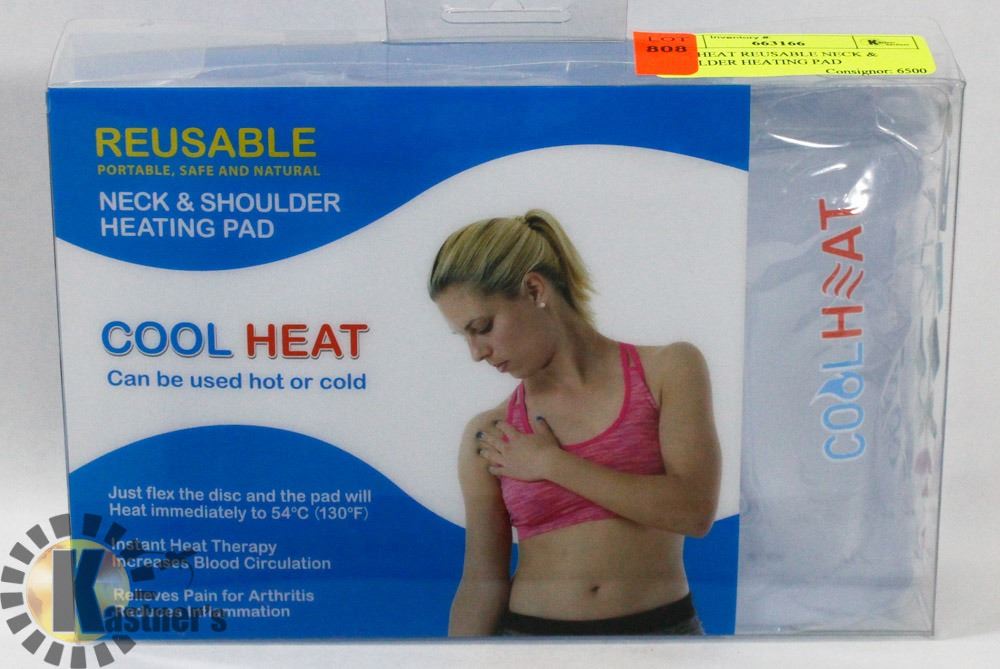 LOT
808
Inventory #
663166
HEAT REUSABLE NECK &
LDER HEATING PAD
Consignor: 6500
REUSABLE
PORTABLE, SAFE AND NATURAL
NECK & SHOULDER
HEATING PAD
COOL HEAT
Can be used hot or cold
Just flex the disc and the pad will
Heat immediately to 54°C (130°F)
Instant Heat Therapy
Increases Blood Circulation
Relieves Pain for Arthritis
Reduces Inflammation
COOL HEAT
Kastner's